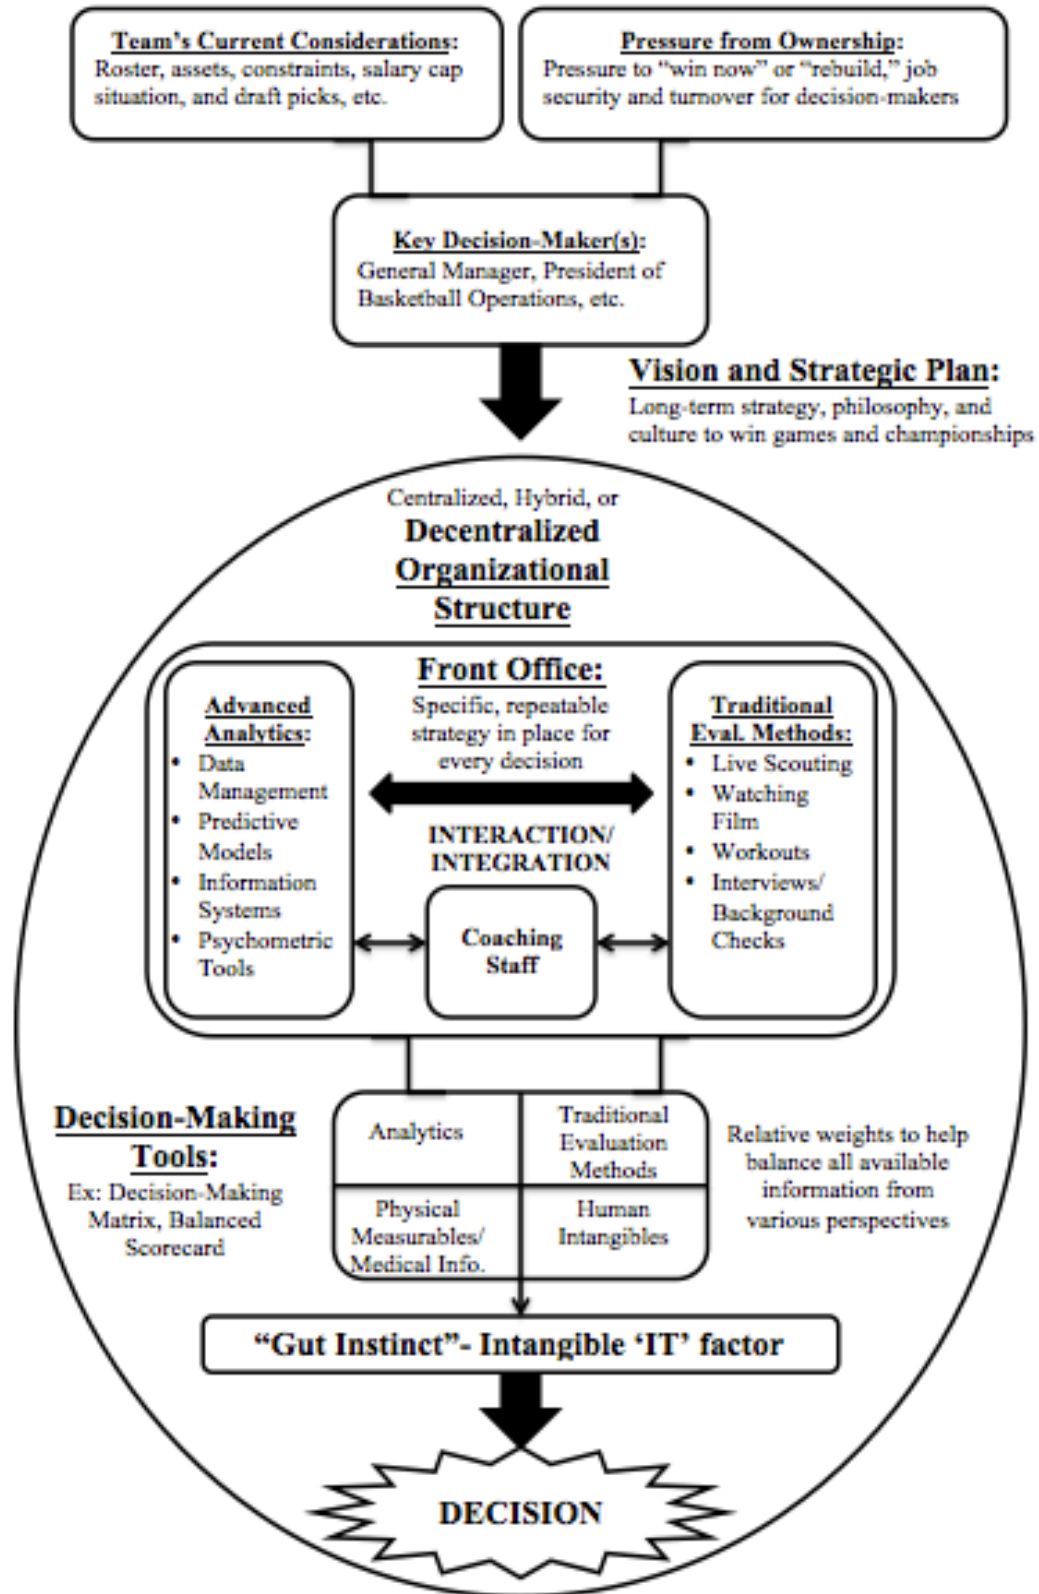 Team's Current Considerations:
Roster, assets, constraints, salary cap
situation, and draft picks, etc.
Pressure from Ownership:
Pressure to “win now” or “rebuild,” job
security and turnover for decision-makers
Key Decision-Maker(s):
General Manager, President of
Basketball Operations, etc.
Vision and Strategic Plan:
Long-term strategy, philosophy, and
culture to win games and championships
Centralized, Hybrid, or
Decentralized
Organizational
Structure
Front Office:
Specific, repeatable
strategy in place for
every decision
Advanced
Analytics:
• Data
Management
• Predictive
Models
• Information
Systems
• Psychometric
Tools
INTERACTION/
INTEGRATION
Coaching
Staff
Traditional
Eval. Methods:
• Live Scouting
• Watching
Film
• Workouts
• Interviews/
Background
Checks
Decision-Making
Tools:
Ex: Decision-Making
Matrix, Balanced
Scorecard
Analytics
Traditional
Evaluation
Methods
Physical
Measurables/
Medical Info.
Human
Intangibles
Relative weights to help
balance all available
information from
various perspectives
“Gut Instinct”- Intangible ‘IT’ factor
DECISION